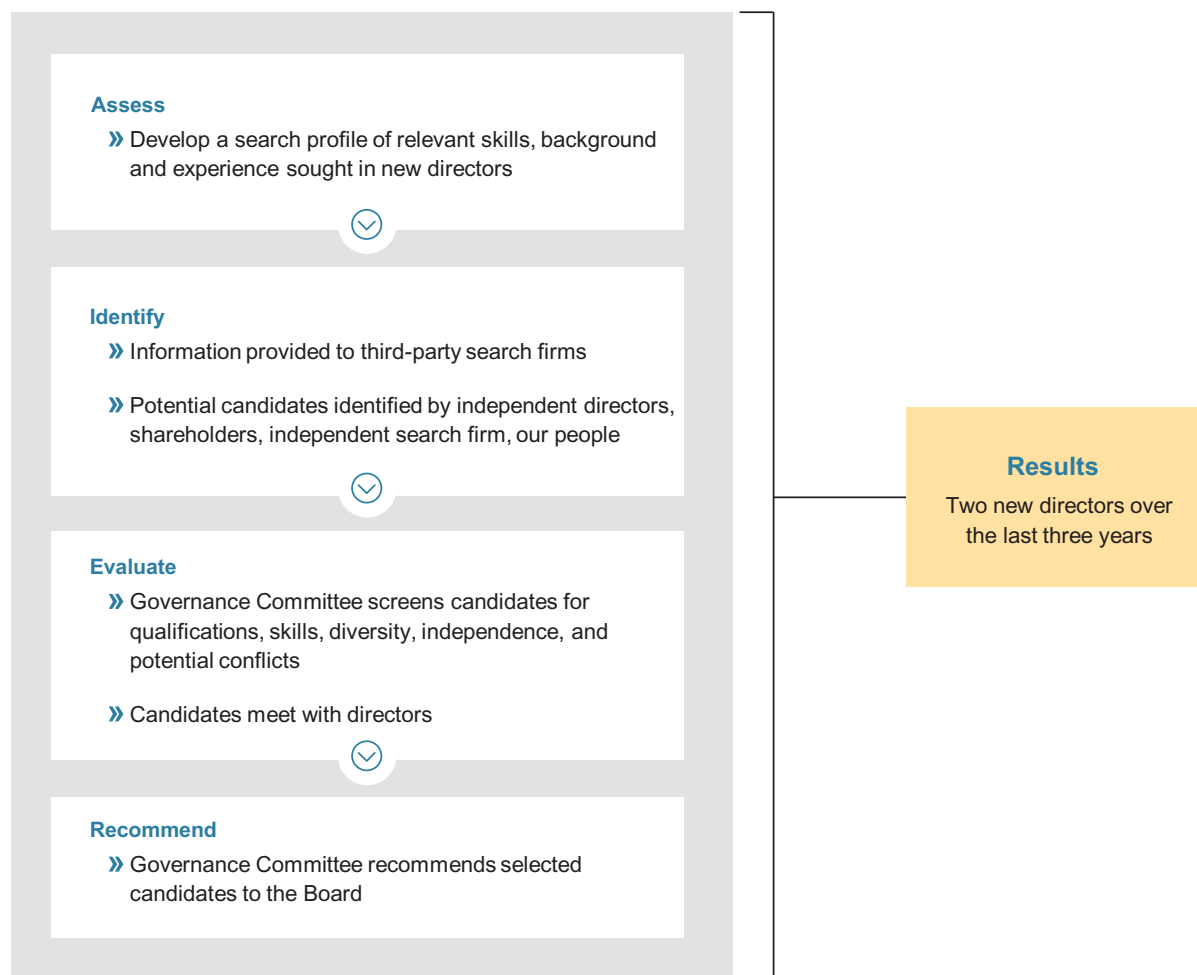 Assess
» Develop a search profile of relevant skills, background
and experience sought in new directors
Identify
» Information provided to third-party search firms
» Potential candidates identified by independent directors,
shareholders, independent search firm, our people
Evaluate
» Governance Committee screens candidates for
qualifications, skills, diversity, independence, and
potential conflicts
» Candidates meet with directors
Recommend
» Governance Committee recommends selected
candidates to the Board
Results
Two new directors over
the last three years